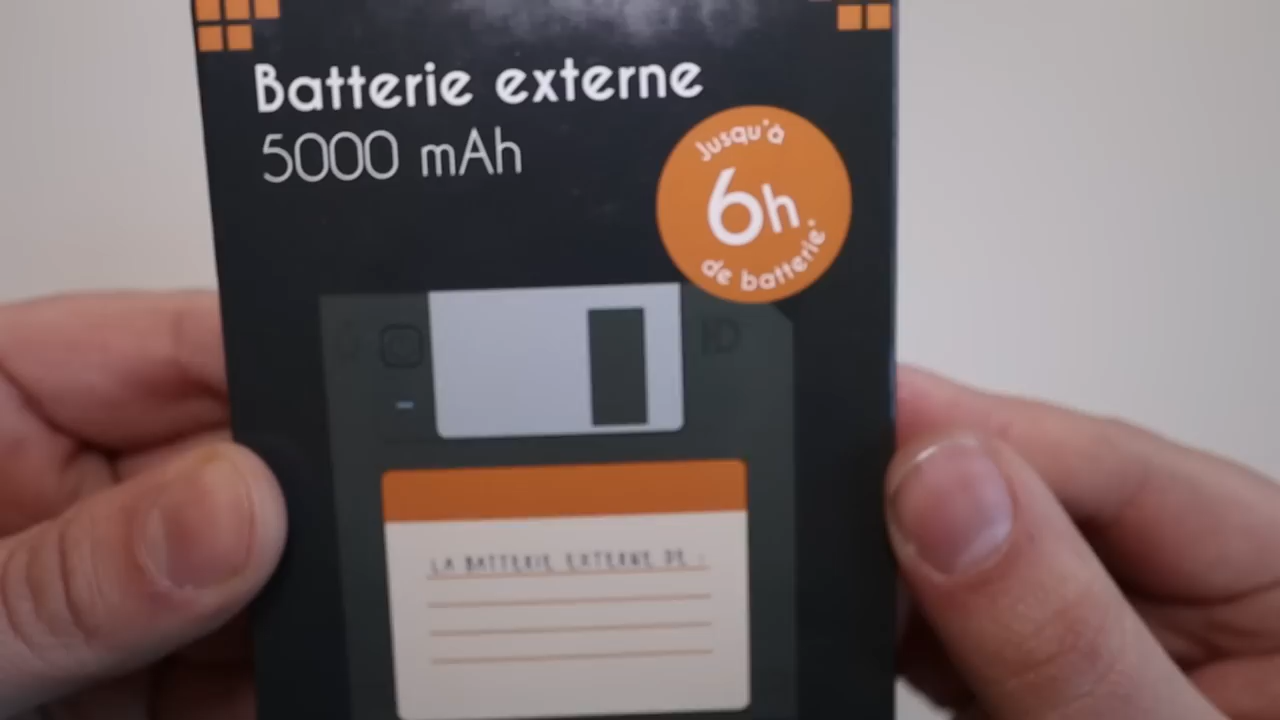 Batterie externe
5000 mAh
Jusqu'à
6h
de batterie*
LA BATTERIE EXTERNE DE :